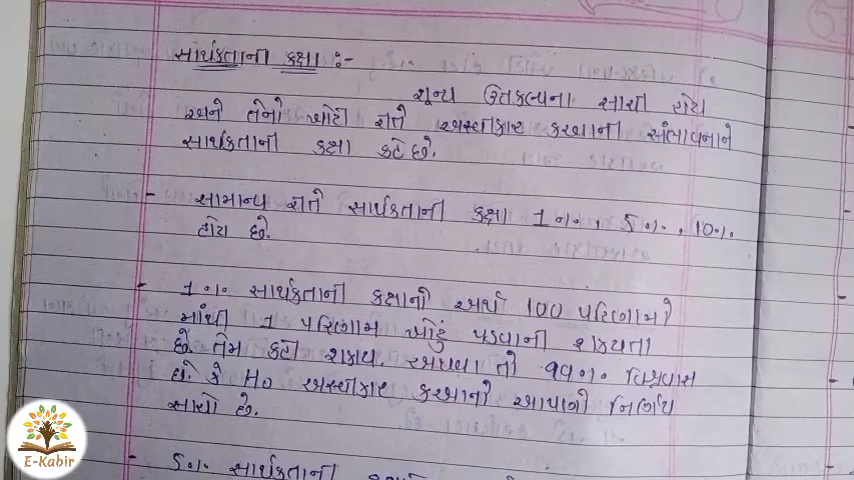 સાર્થકતાની કક્ષા :-
શૂન્ય ઉત્કલ્પના સાચી હોય
અને તેનો ખોટી રીતે અસ્વીકાર કરવાની સંભાવનાને
સાર્થકતાની કક્ષા કહે છે.
- સામાન્ય રીતે સાર્થકતાની કક્ષા 1 %, 5 %, 10 %
હોય છે.
- 1 % સાર્થકતાની કક્ષાનો અર્થ 100 પરિણામો
માંથી 1 પરિણામ ખોટું પડવાની શક્યતા
છે તેમ કહી શકાય. અથવા તો 99 % વિશ્વાસ
છે કે H0 અસ્વીકાર કરવાનો આપણો નિર્ણય
સાચો છે.
- 5 % સાર્થકતાની
E-Kabir